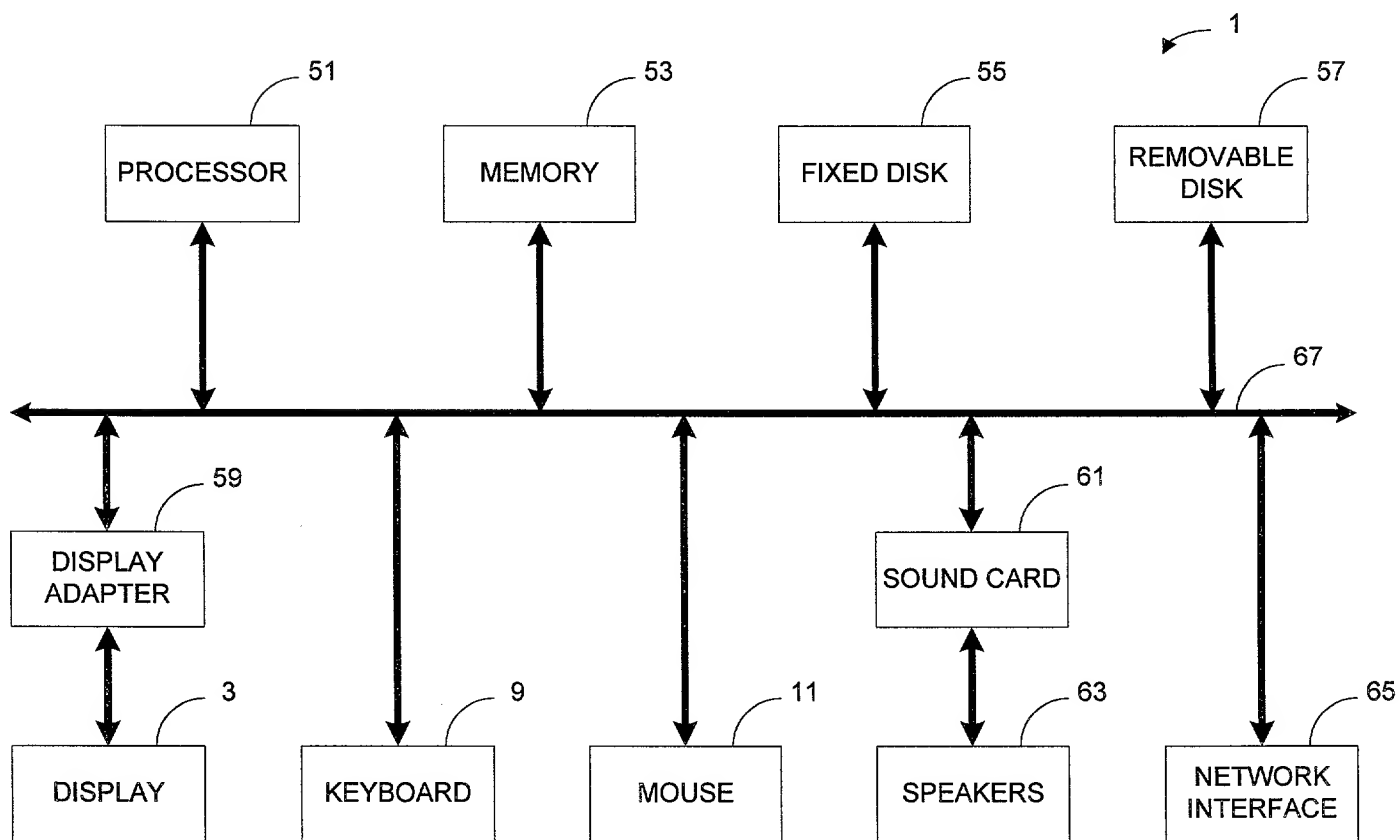 1
51
53
55
57
PROCESSOR
MEMORY
FIXED DISK
REMOVABLE
DISK
67
59
61
DISPLAY
ADAPTER
SOUND CARD
3
9
11
63
65
DISPLAY
KEYBOARD
MOUSE
SPEAKERS
NETWORK
INTERFACE